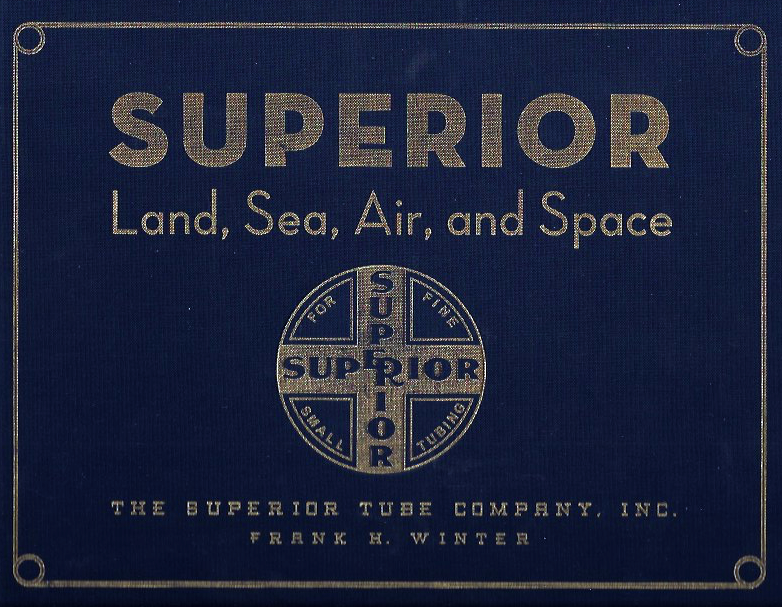 SUPERIOR
Land, Sea, Air, and Space
FOR FINE
SUPERIOR
SUPERIOR
SMALL TUBING
THE SUPERIOR TUBE COMPANY, INC.
FRANK H. WINTER